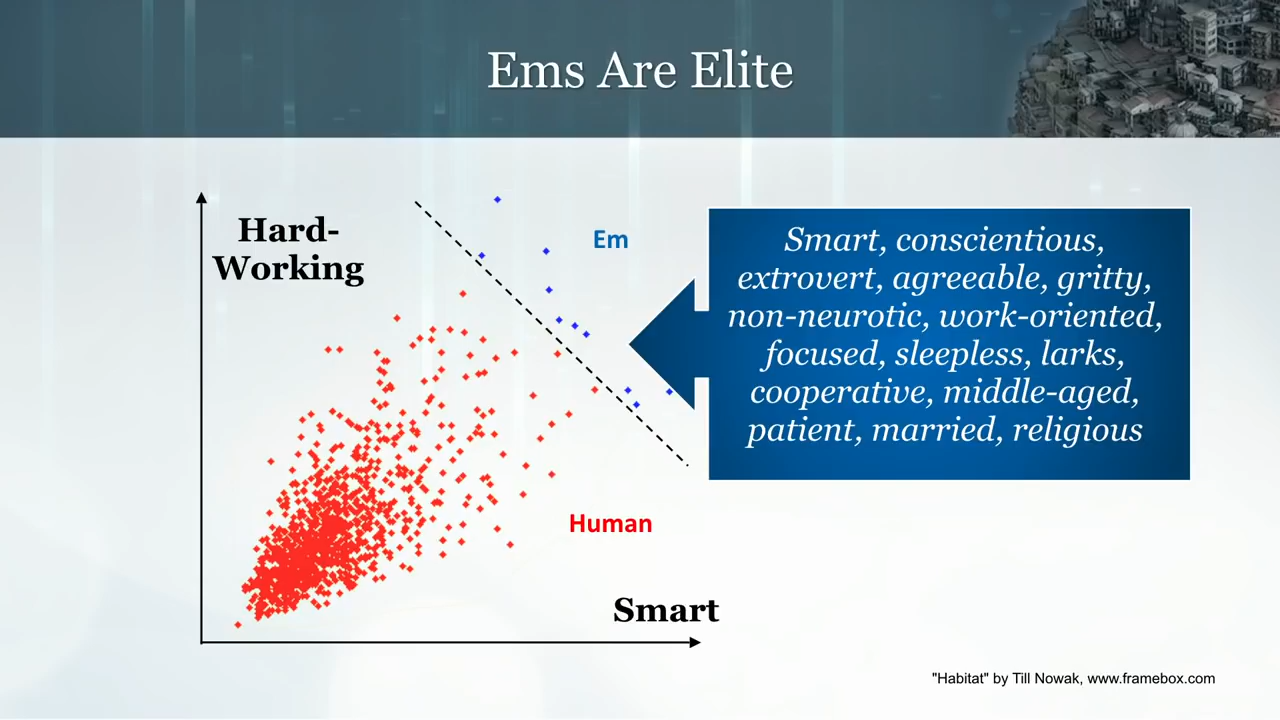 Ems Are Elite
Hard-
Working
Em
Smart, conscientious,
extrovert, agreeable, gritty,
non-neurotic, work-oriented,
focused, sleepless, larks,
cooperative, middle-aged,
patient, married, religious
Human
Smart
"Habitat" by Till Nowak, www.framebox.com